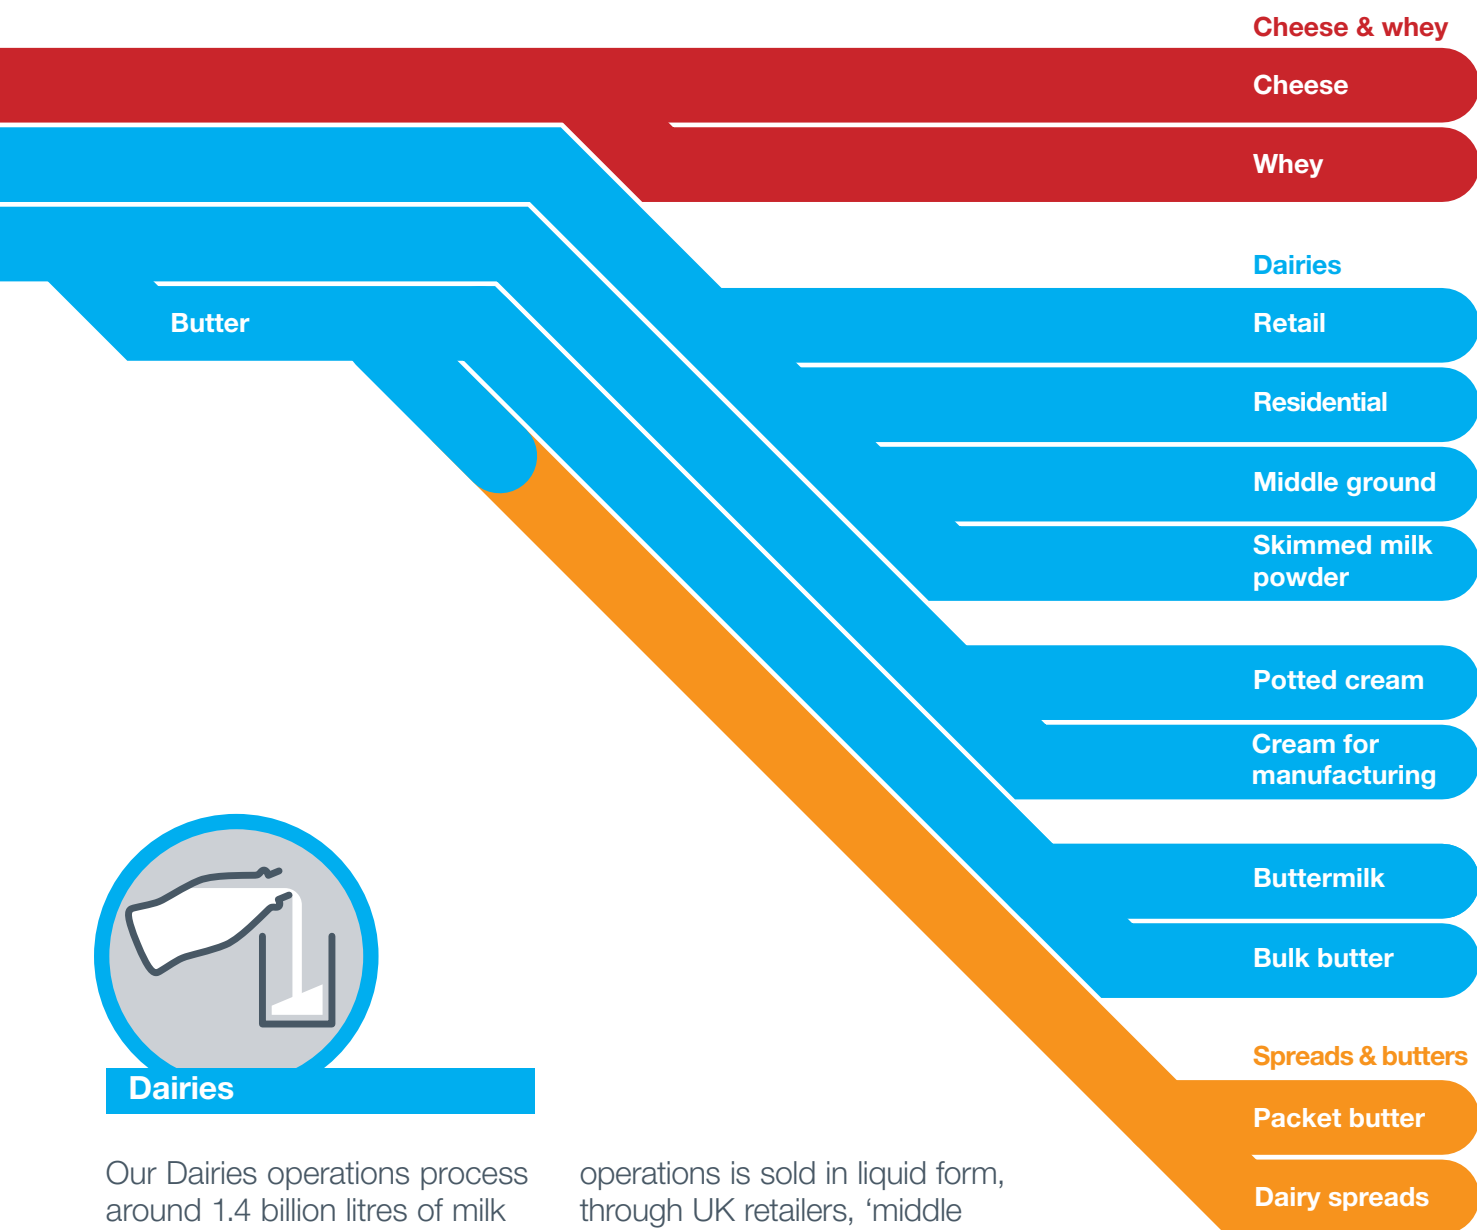 Cheese & whey
Cheese
Whey
Dairies
Butter
Retail
Residential
Middle ground
Skimmed milk
powder
Potted cream
Cream for
manufacturing
Buttermilk
Bulk butter
Spreads & butters
Packet butter
Dairy spreads
Dairies
Our Dairies operations process
around 1.4 billion litres of milk
operations is sold in liquid form,
through UK retailers, ‘middle